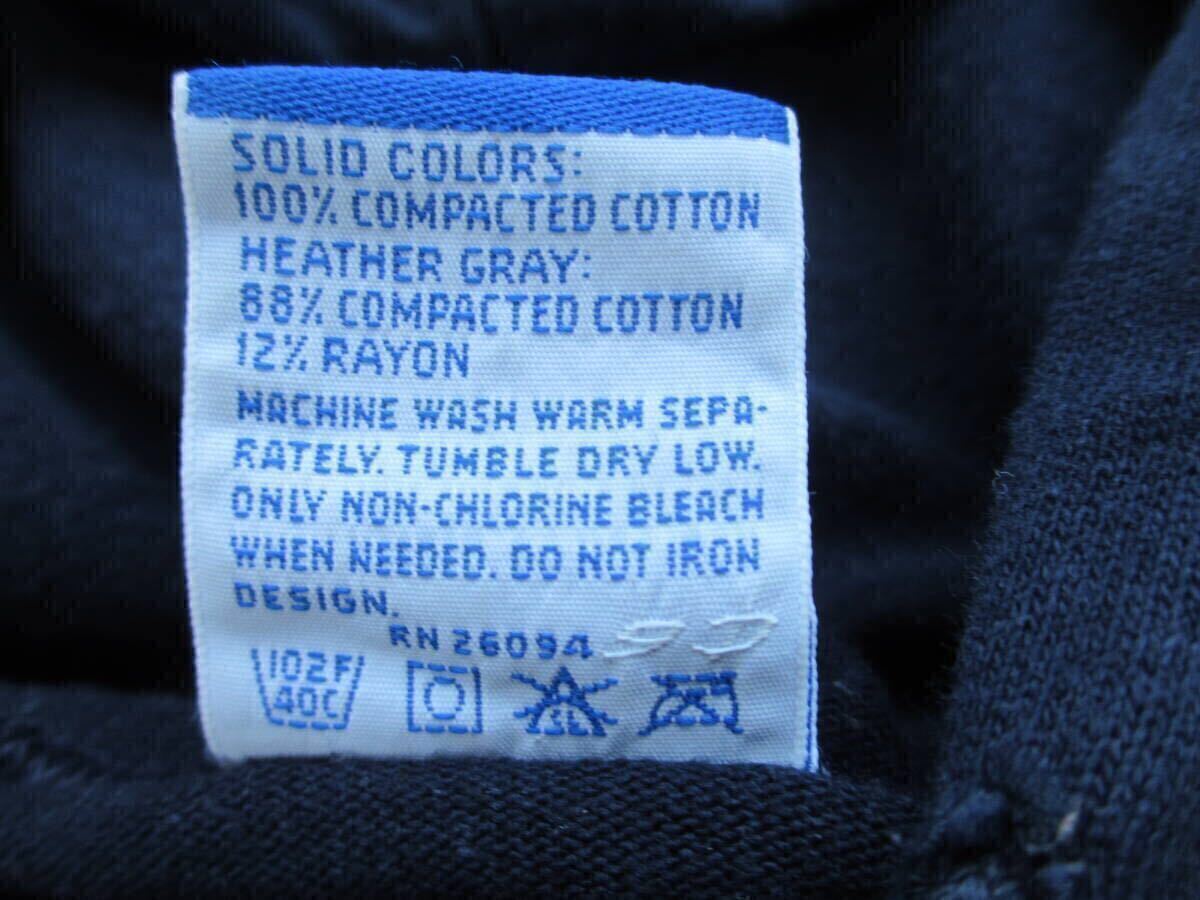 SOLID COLORS:
100% COMPACTED COTTON
HEATHER GRAY:
88% COMPACTED COTTON
12% RAYON
MACHINE WASH WARM SEPA-
RATELY. TUMBLE DRY LOW.
ONLY NON-CHLORINE BLEACH
WHEN NEEDED. DO NOT IRON
DESIGN.
RN 26094
102F
40C
CL